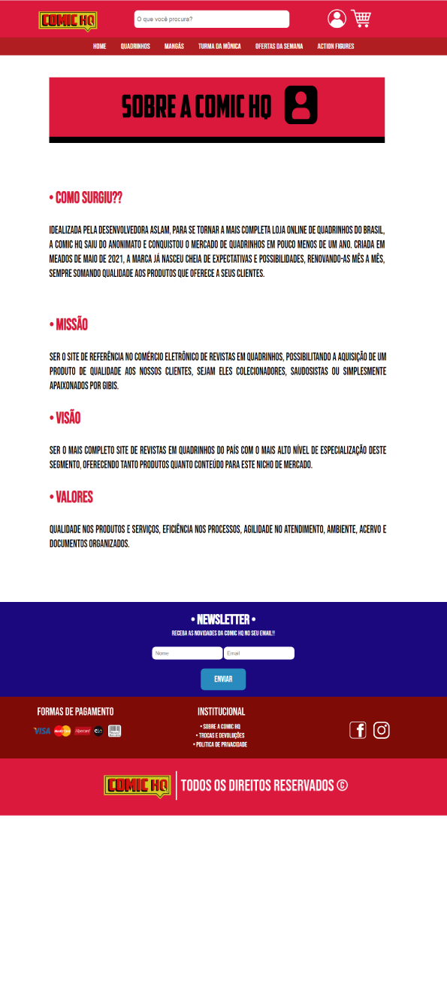 COMIC HQ
O que você procura?
HOME QUADRINHOS MANGÁS TURMA DA MÔNICA OFERTAS DA SEMANA ACTION FIGURES
SOBRE A COMIC HQ
• COMO SURGIU??
IDEALIZADA PELA DESENVOLVEDORA ASLAM, PARA SE TORNAR A MAIS COMPLETA LOJA ONLINE DE QUADRINHOS DO BRASIL,
A COMIC HQ SAIU DO ANONIMATO E CONQUISTOU O MERCADO DE QUADRINHOS EM POUCO MENOS DE UM ANO. CRIADA EM
MEADOS DE MAIO DE 2021, A MARCA JÁ NASCEU CHEIA DE EXPECTATIVAS E POSSIBILIDADES, RENOVANDO-AS MÊS A MÊS,
SEMPRE SOMANDO QUALIDADE AOS PRODUTOS QUE OFERECE A SEUS CLIENTES.
• MISSÃO
SER O SITE DE REFERÊNCIA NO COMÉRCIO ELETRÔNICO DE REVISTAS EM QUADRINHOS, POSSIBILITANDO A AQUISIÇÃO DE UM
PRODUTO DE QUALIDADE AOS NOSSOS CLIENTES, SEJAM ELES COLECIONADORES, SAUDOSISTAS OU SIMPLESMENTE
APAIXONADOS POR GIBIS.
• VISÃO
SER O MAIS COMPLETO SITE DE REVISTAS EM QUADRINHOS DO PAÍS COM O MAIS ALTO NÍVEL DE ESPECIALIZAÇÃO DESTE
SEGMENTO, OFERECENDO TANTO PRODUTOS QUANTO CONTEÚDO PARA ESTE NICHO DE MERCADO.
• VALORES
QUALIDADE NOS PRODUTOS E SERVIÇOS, EFICIÊNCIA NOS PROCESSOS, AGILIDADE NO ATENDIMENTO, AMBIENTE, ACERVO E
DOCUMENTOS ORGANIZADOS.
• NEWSLETTER •
RECEBA AS NOVIDADES DA COMIC HQ NO SEU EMAIL!!
Nome Email
ENVIAR
FORMAS DE PAGAMENTO
VISA MasterCard Hipercard elo
INSTITUCIONAL
• SOBRE A COMIC HQ
• TROCAS E DEVOLUÇÕES
• POLITICA DE PRIVACIDADE
COMIC HQ TODOS OS DIREITOS RESERVADOS ©